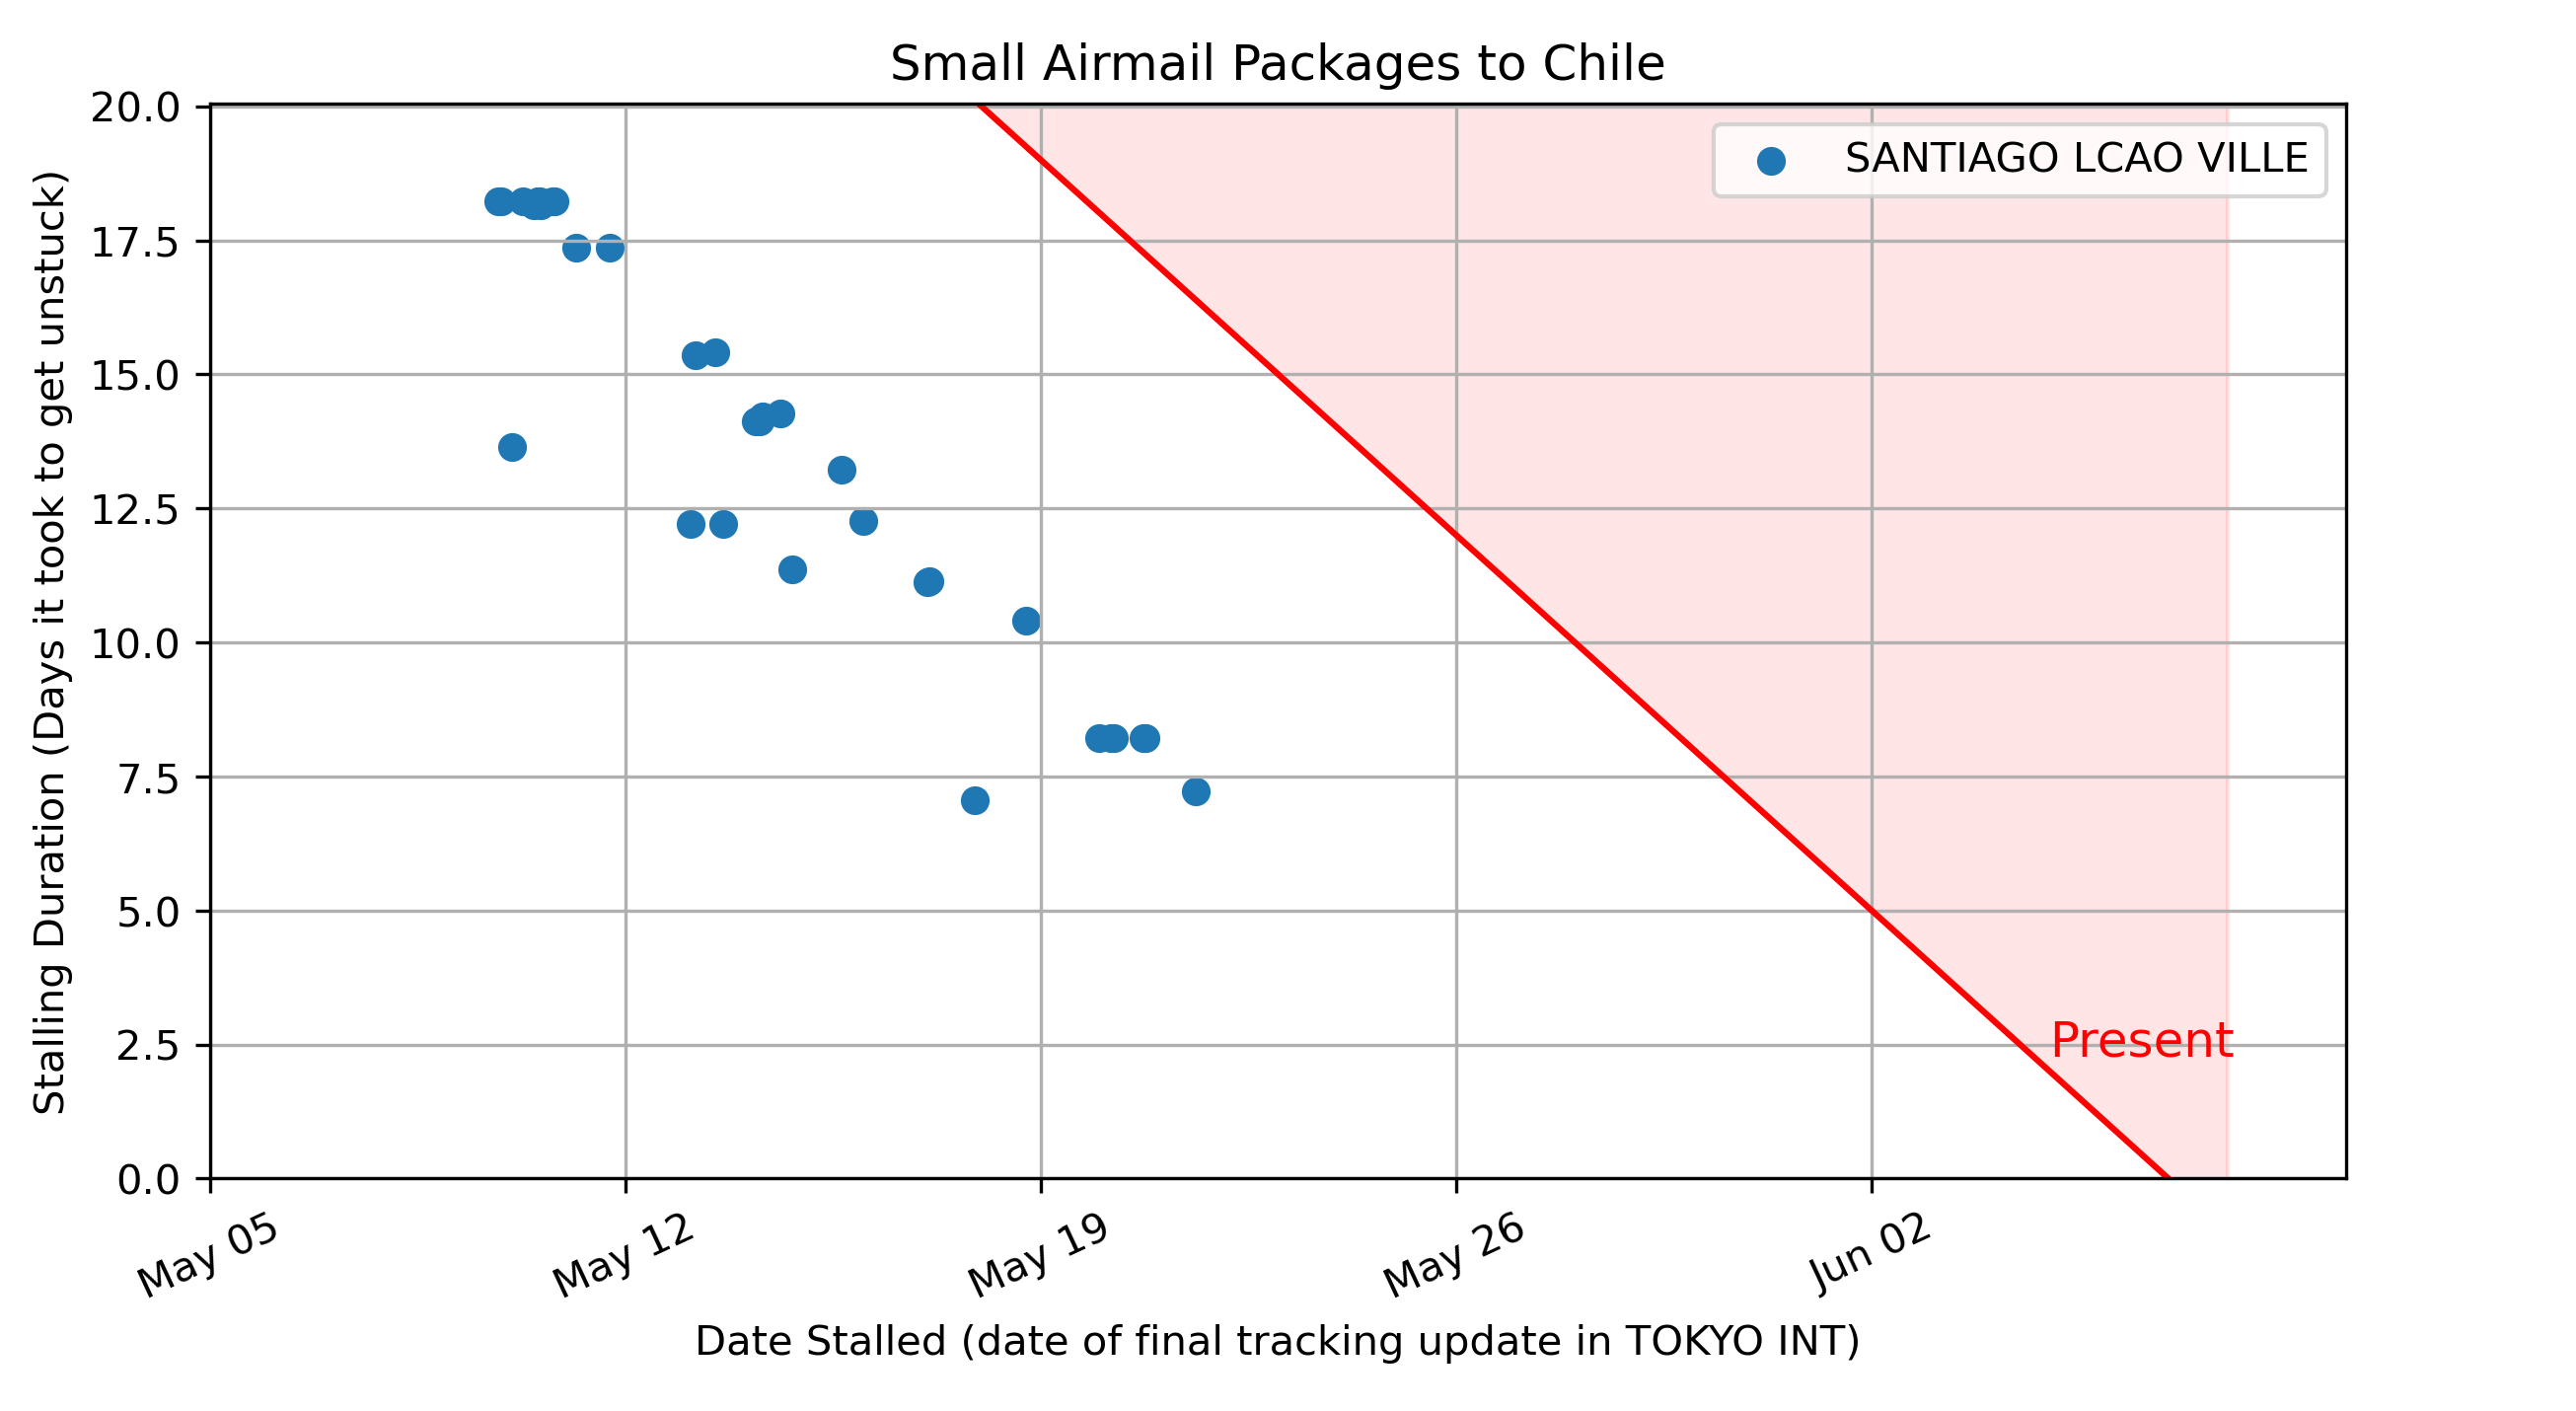 Small Airmail Packages to Chile
SANTIAGO LCAO VILLE
20.0
17.5
15.0
12.5
10.0
7.5
5.0
2.5
0.0
Stalling Duration (Days it took to get unstuck)
Present
May 05
May 12
May 19
May 26
Jun 02
Date Stalled (date of final tracking update in TOKYO INT)